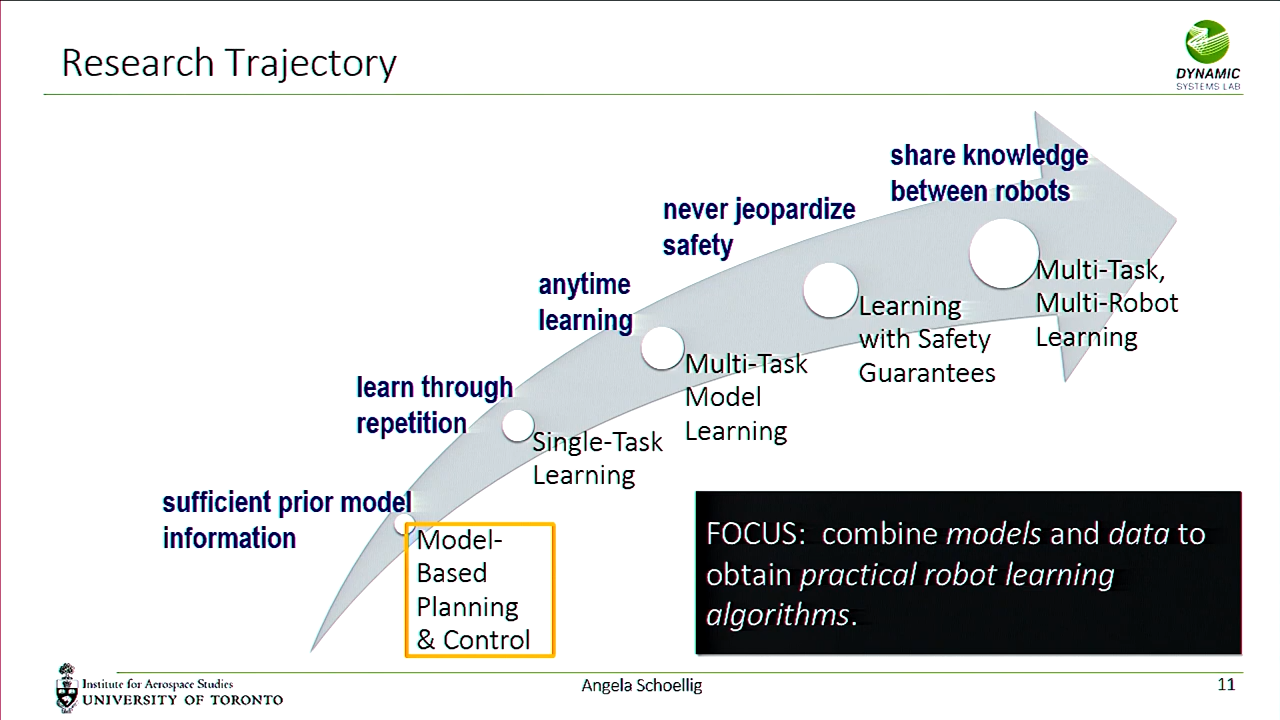 Research Trajectory
DYNAMIC
SYSTEMS LAB
share knowledge
between robots
never jeopardize
safety
anytime
learning
Multi-Task,
Multi-Robot
Learning
Learning
with Safety
Guarantees
learn through
repetition
Multi-Task
Model
Learning
Single-Task
Learning
sufficient prior model
information
Model-
Based
Planning
& Control
FOCUS: combine models and data to
obtain practical robot learning
algorithms.
Institute for Aerospace Studies
UNIVERSITY OF TORONTO
Angela Schoellig
11